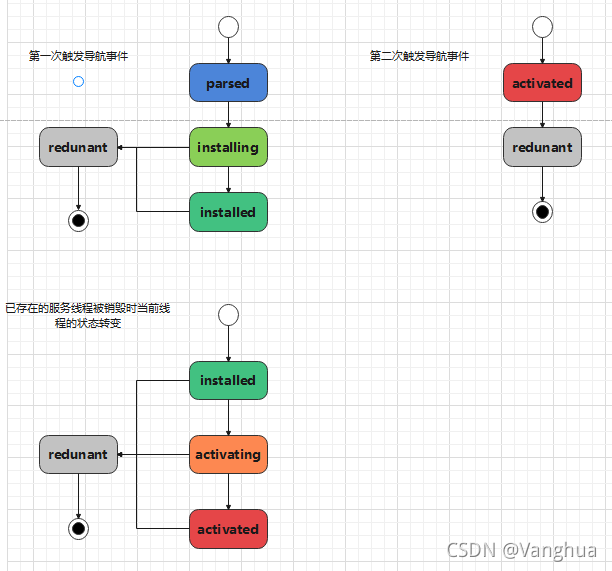 第一次触发导航事件
parsed
redunant
installing
installed
第二次触发导航事件
activated
redunant
已存在的服务线程被销毁时当前线
程的状态转变
installed
redunant
activating
activated
CSDN @Vanghua